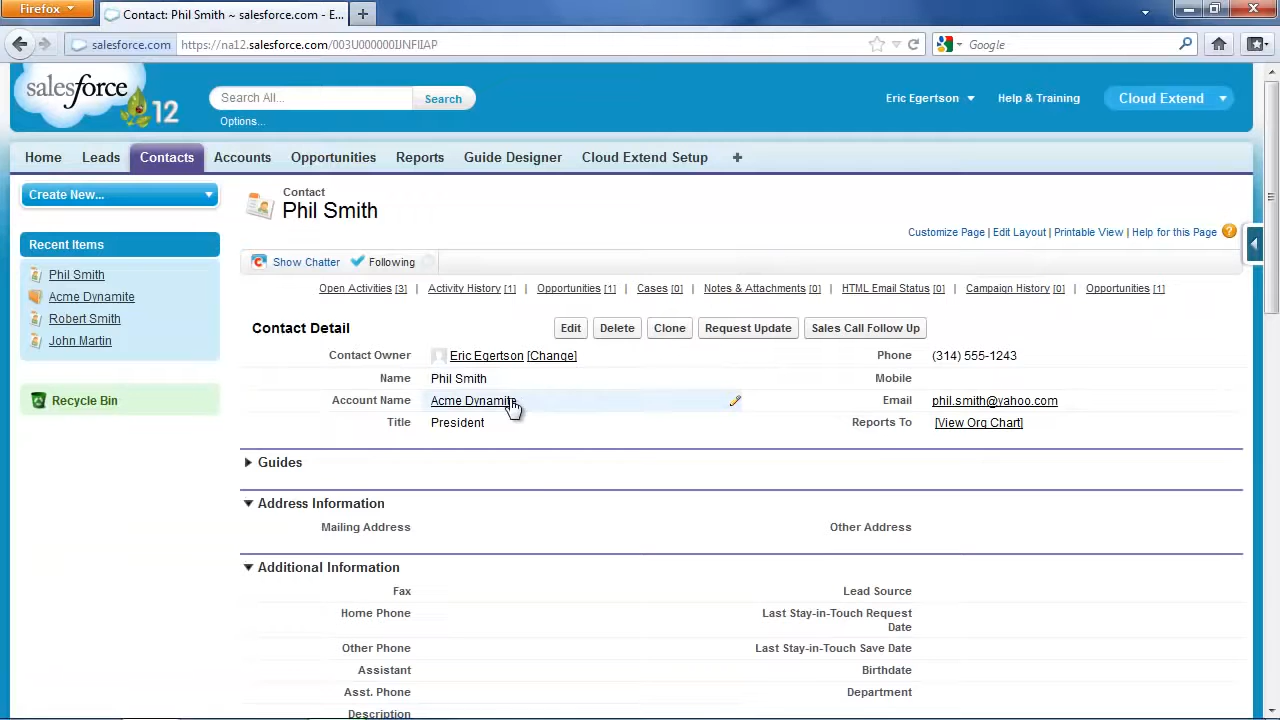 Firefox
Contact: Phil Smith ~ salesforce.com - E...
salesforce.com
https://na12.salesforce.com/003U000000IJNFIIAP
Google
salesforce
12
Search All...
Search
Options...
Eric Egertson
Help & Training
Cloud Extend
Home
Leads
Contacts
Accounts
Opportunities
Reports
Guide Designer
Cloud Extend Setup
Create New...
Recent Items
Phil Smith
Acme Dynamite
Robert Smith
John Martin
Recycle Bin
Contact
Phil Smith
Customize Page | Edit Layout | Printable View | Help for this Page
Show Chatter Following
Open Activities [3] | Activity History [1] | Opportunities [1] | Cases [0] | Notes & Attachments [0] | HTML Email Status [0] | Campaign History [0] | Opportunities [1]
Contact Detail
Edit Delete Clone Request Update Sales Call Follow Up
Contact Owner Eric Egertson [Change] Phone (314) 555-1243
Name Phil Smith Mobile
Account Name Acme Dynamite Email phil.smith@yahoo.com
Title President Reports To [View Org Chart]
Guides
Address Information
Mailing Address Other Address
Additional Information
Fax Lead Source
Home Phone Last Stay-in-Touch Request
Date
Other Phone Last Stay-in-Touch Save Date
Assistant Birthdate
Asst. Phone Department
Description